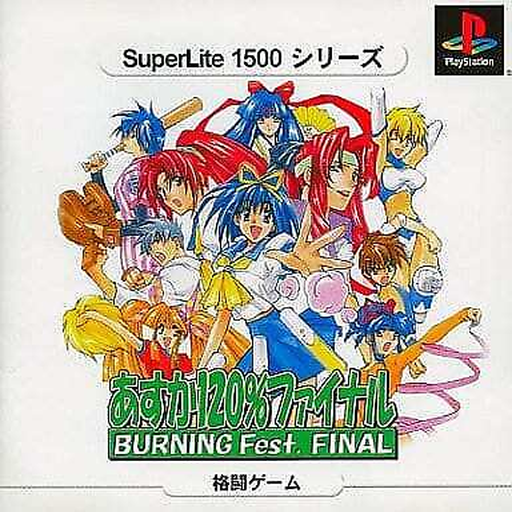 SuperLite 1500 シリーズ
PlayStation
あすか120%ファイナル
BURNING Fest. FINAL
格闘ゲーム